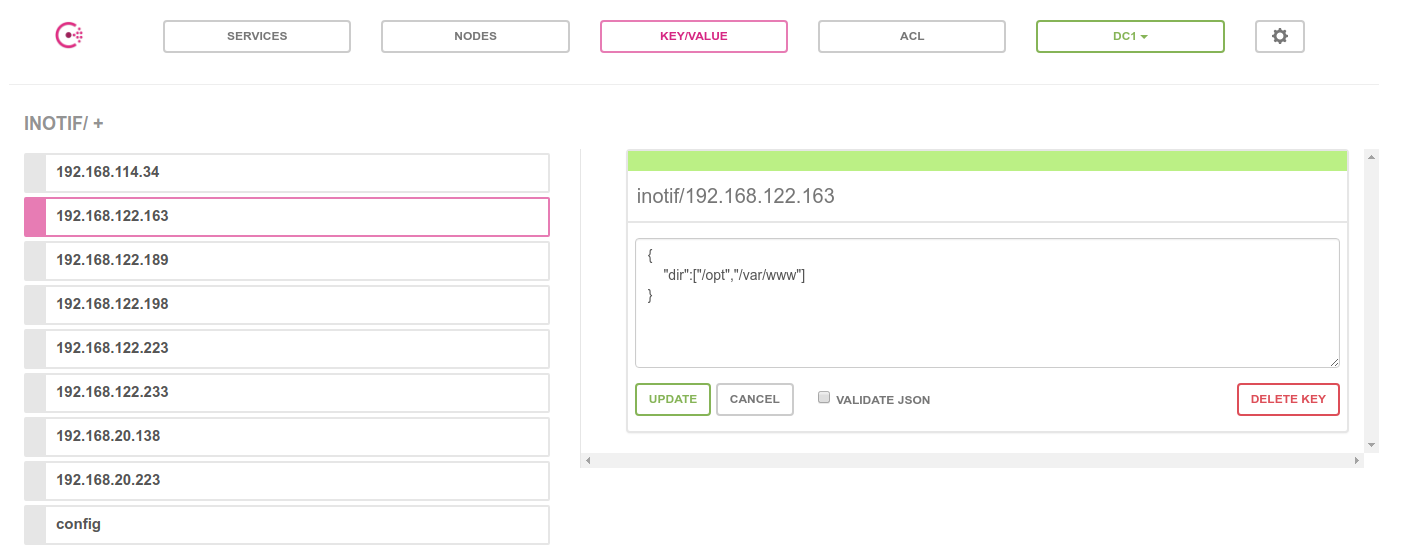 SERVICES
NODES
KEY/VALUE
ACL
DC1
INOTIF/ +
192.168.114.34
192.168.122.163
192.168.122.189
192.168.122.198
192.168.122.223
192.168.122.233
192.168.20.138
192.168.20.223
config
inotif/192.168.122.163
{
"dir":["/opt","/var/www"]
}
UPDATE
CANCEL
VALIDATE JSON
DELETE KEY